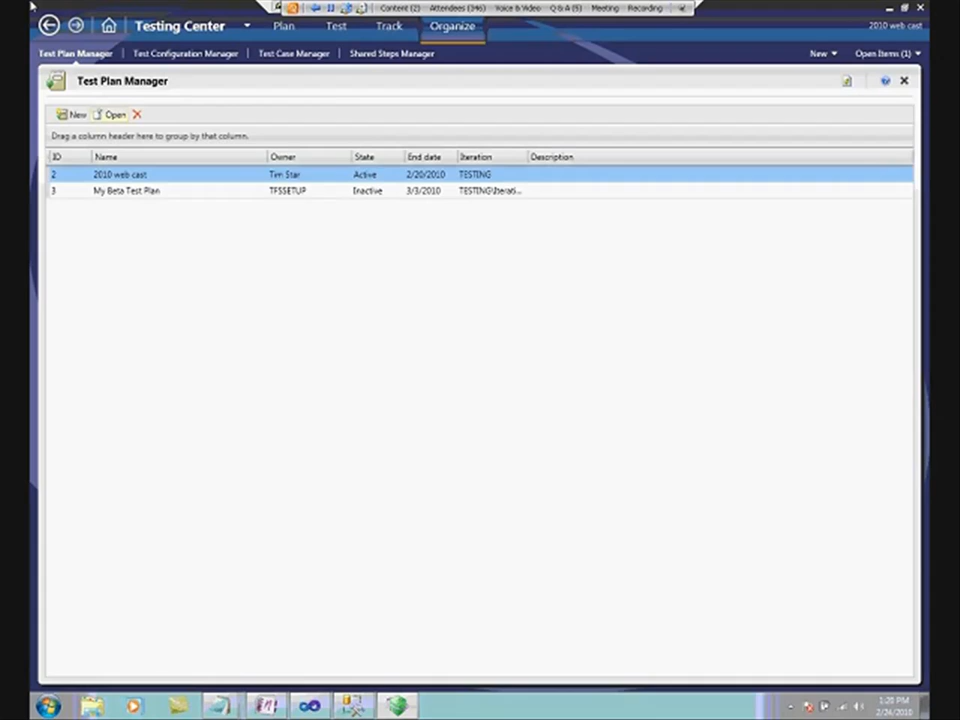 Content (2) Attendees (346) Voice & Video Q & A (5) Meeting Recording
Testing Center Plan Test Track Organize 2010 web cast
Test Plan Manager Test Configuration Manager Test Case Manager Shared Steps Manager New Open Items (1)
Test Plan Manager
New Open
Drag a column header here to group by that column.
ID Name Owner State End date Iteration Description
2 2010 web cast Tim Star Active 2/20/2010 TESTING
3 My Beta Test Plan TFSSETUP Inactive 3/3/2010 TESTING\Iterati...
1:20 PM
2/26/2010